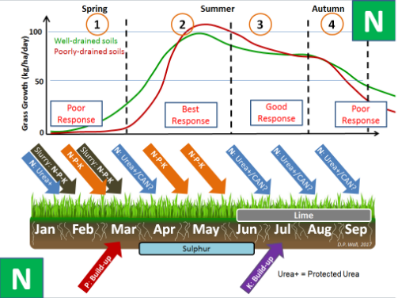 Spring
Summer
Autumn
N
1
2
3
4
Well-drained soils
Poorly-drained soils
Grass Growth (kg/ha/day)
100
50
0
Poor
Response
Best
Response
Good
Response
Poor
Response
Slurry: N-P-K
N- Urea+
N-P-K
Slurry: N-P-K
N- Urea+/CAN?
N-P-K
N-P-K
N- Urea+/CAN?
N- Urea+/CAN?
N- Urea+/CAN?
Lime
Jan Feb Mar Apr May Jun Jul Aug Sep
P: Build-up
Sulphur
K: Build-up
D.P. Wall, 2017
N
Urea+ = Protected Urea